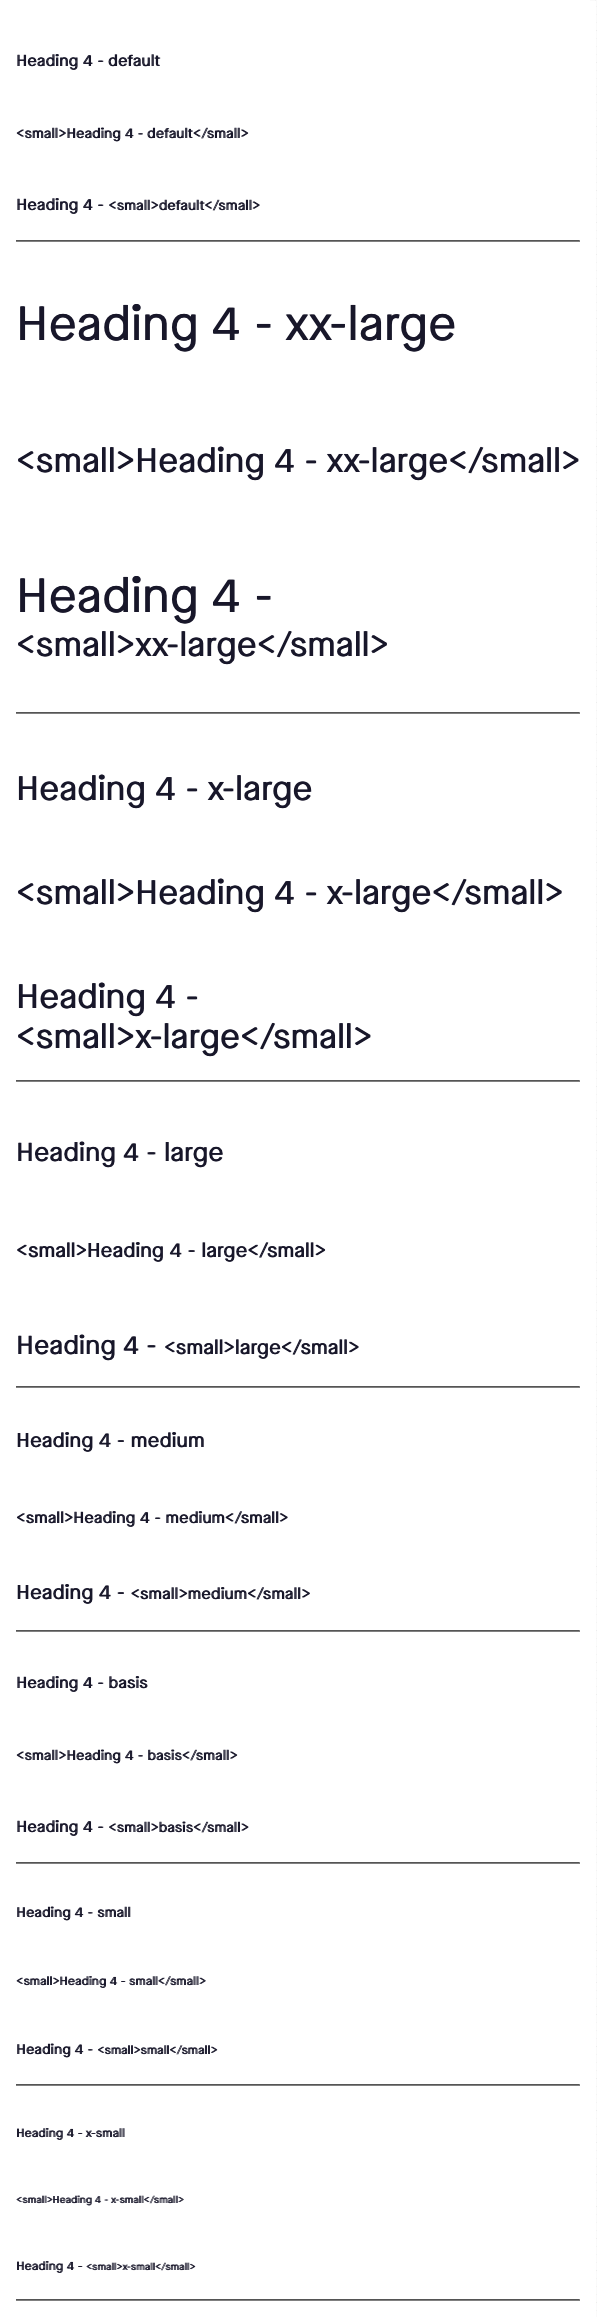 Heading 4 - default
<small>Heading 4 - default</small>
Heading 4 - <small>default</small>
Heading 4 - xx-large
<small>Heading 4 - xx-large</small>
Heading 4 -
<small>xx-large</small>
Heading 4 - x-large
<small>Heading 4 - x-large</small>
Heading 4 -
<small>x-large</small>
Heading 4 - large
<small>Heading 4 - large</small>
Heading 4 - <small>large</small>
Heading 4 - medium
<small>Heading 4 - medium</small>
Heading 4 - <small>medium</small>
Heading 4 - basis
<small>Heading 4 - basis</small>
Heading 4 - <small>basis</small>
Heading 4 - small
<small>Heading 4 - small</small>
Heading 4 - <small>small</small>
Heading 4 - x-small
<small>Heading 4 - x-small</small>
Heading 4 - <small>x-small</small>